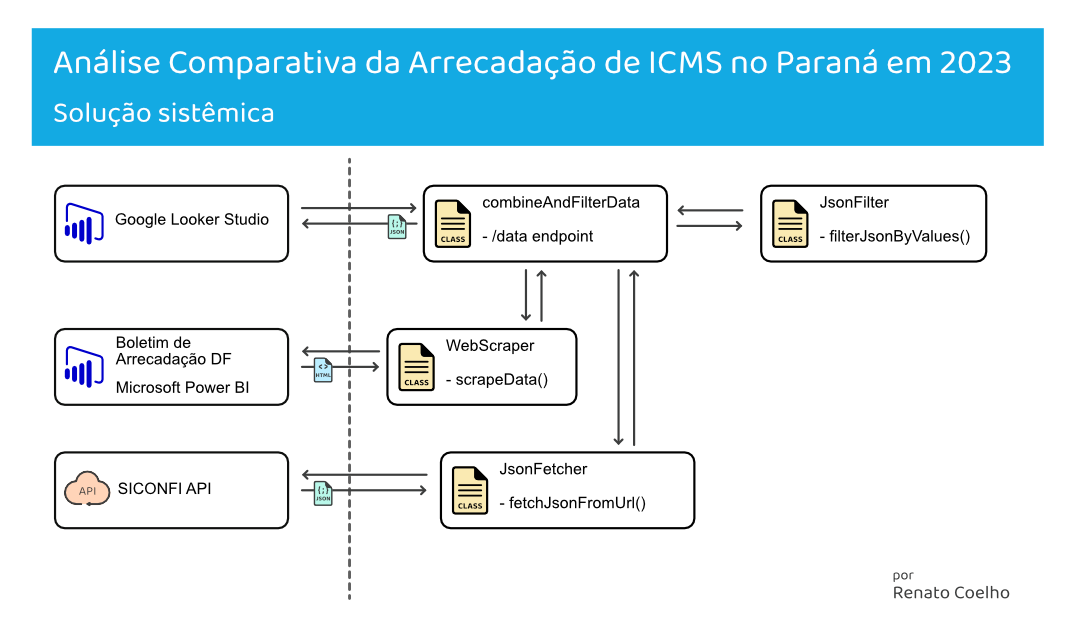 Análise Comparativa da Arrecadação de ICMS no Paraná em 2023
Solução sistêmica
Google Looker Studio
{;}
JSON
CLASS
combineAndFilterData
- /data endpoint
CLASS
JsonFilter
- filterJsonByValues()
Boletim de
Arrecadação DF
Microsoft Power BI
<>
HTML
CLASS
WebScraper
- scrapeData()
API
SICONFI API
{;}
JSON
CLASS
JsonFetcher
- fetchJsonFromUrl()
por
Renato Coelho